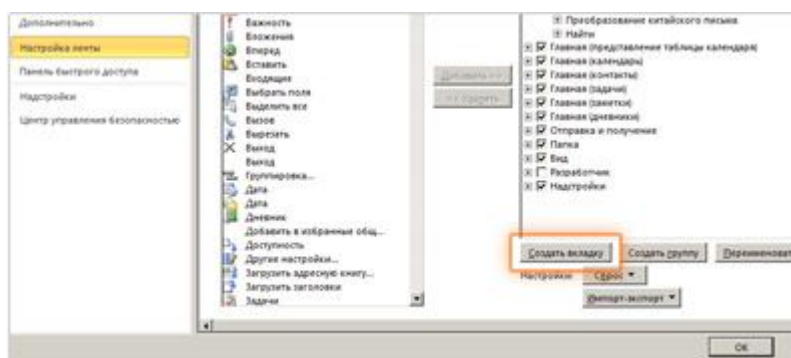 Дополнительно
Настройка ленты
Панель быстрого доступа
Надстройки
Центр управления безопасностью
Важность
Вложения
Вперед
Вставить
Входящие
Выбрать поля
Выделить все
Вызов
Вырезать
Выход
Выход
Группировка...
Дата
Дата
Дневник
Добавить в избранные общ...
Доступность
Другие настройки...
Загрузить адресную книгу...
Загрузить заголовки
Задачи
Добавить >>
<< Удалить
Преобразование китайского письма
Найти
Главная (представление таблицы календаря)
Главная (календарь)
Главная (контакты)
Главная (задачи)
Главная (заметки)
Главная (дневники)
Отправка и получение
Папка
Вид
Разработчик
Надстройки
Создать вкладку
Создать группу
Переименоват
Настройки:
Сброс
Импорт-экспорт
ОК